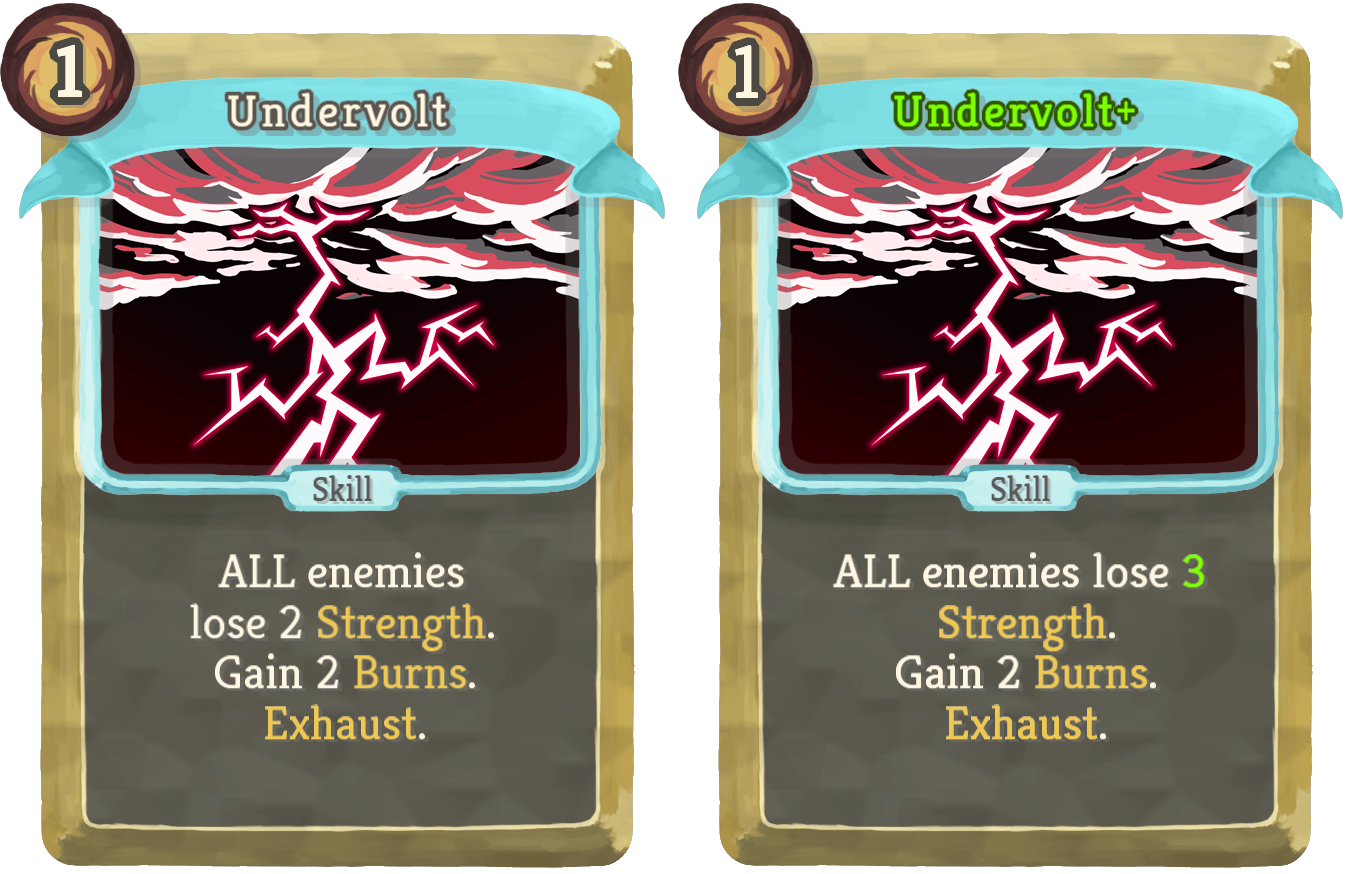 1
Undervolt
Skill
ALL enemies
lose 2 Strength.
Gain 2 Burns.
Exhaust.
1
Undervolt+
Skill
ALL enemies lose 3
Strength.
Gain 2 Burns.
Exhaust.